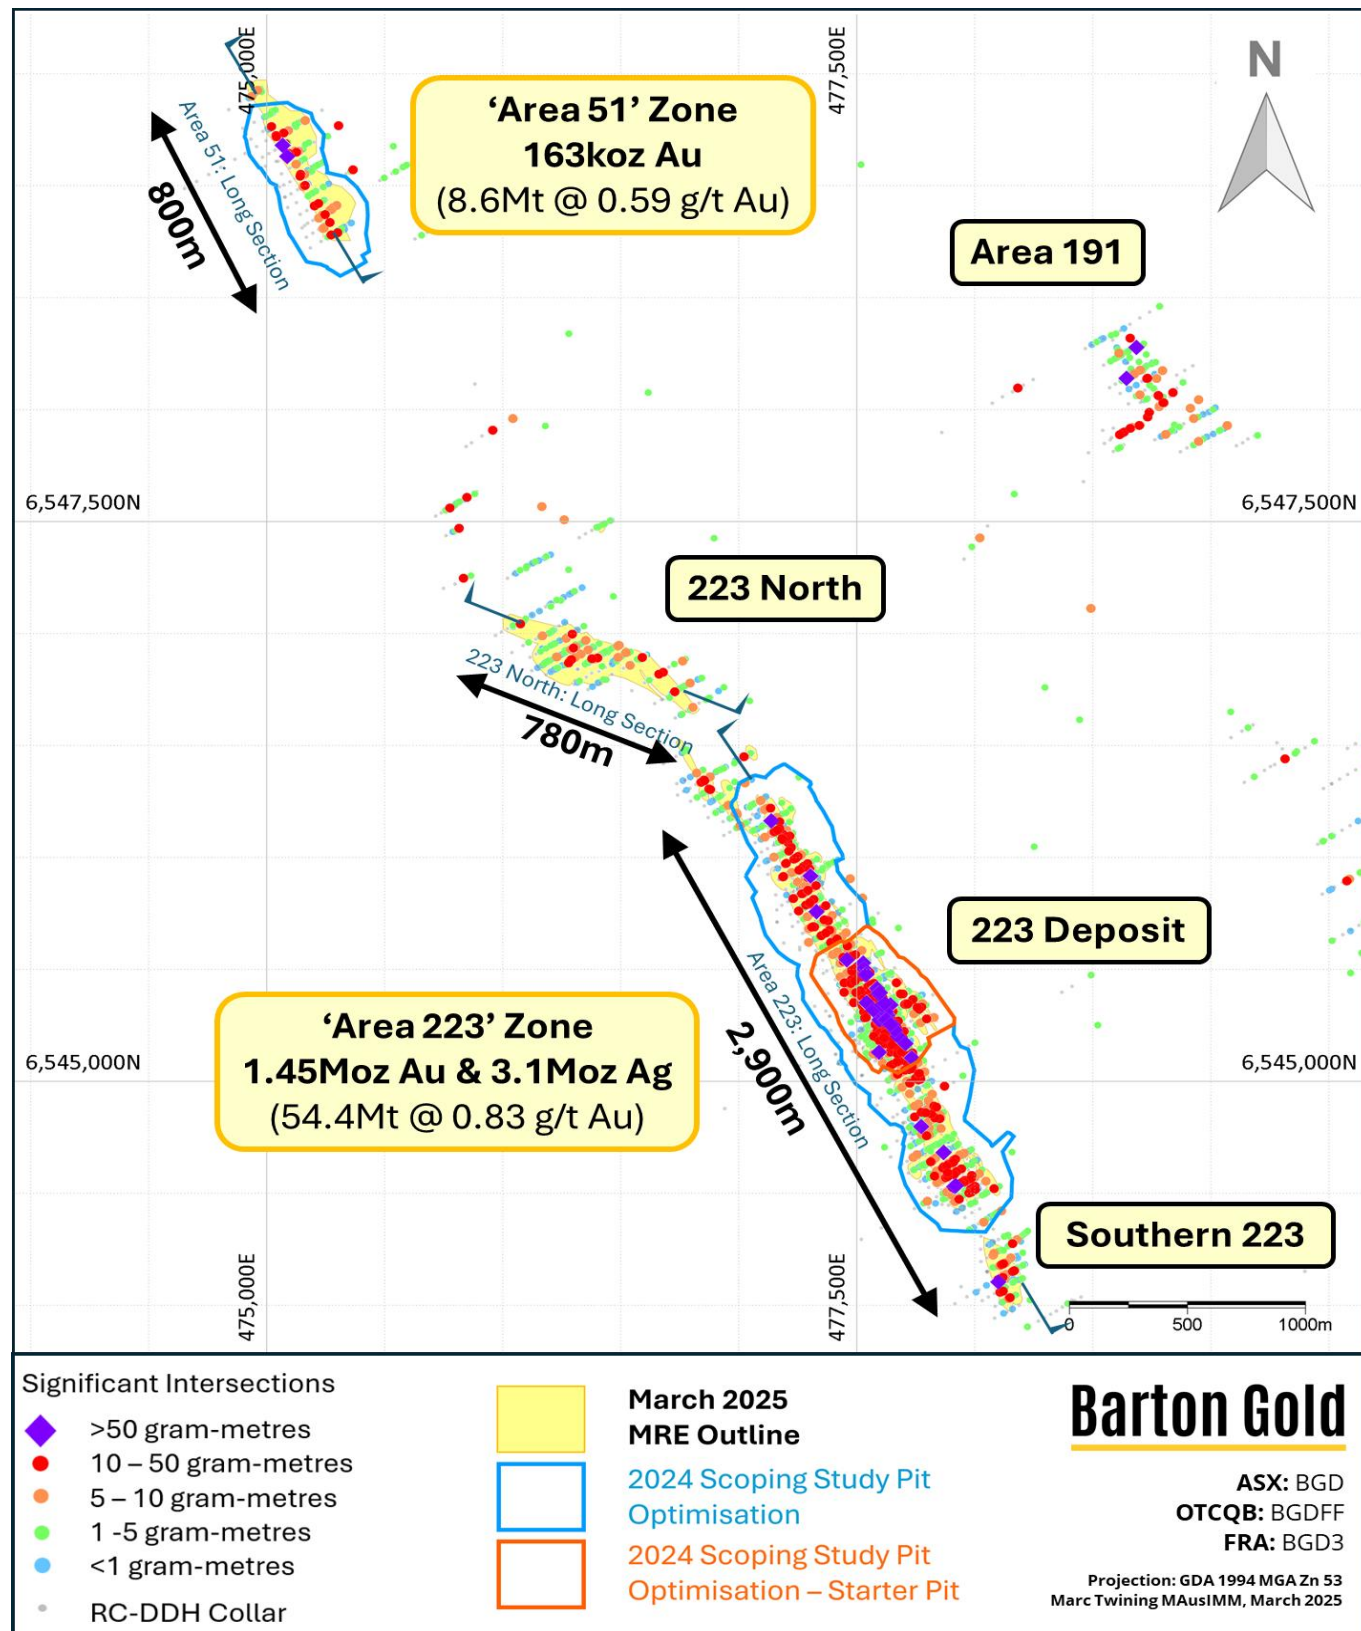 475,000E
477,500E
N
‘Area 51’ Zone
163koz Au
(8.6Mt @ 0.59 g/t Au)
Area 51: Long Section
800m
Area 191
6,547,500N
6,547,500N
223 North
223 North: Long Section
780m
223 Deposit
Area 223: Long Section
2,900m
‘Area 223’ Zone
1.45Moz Au & 3.1Moz Ag
(54.4Mt @ 0.83 g/t Au)
6,545,000N
6,545,000N
Southern 223
475,000E
477,500E
0 500 1000m
Significant Intersections
>50 gram-metres
10 – 50 gram-metres
5 – 10 gram-metres
1 -5 gram-metres
<1 gram-metres
RC-DDH Collar
March 2025
MRE Outline
2024 Scoping Study Pit
Optimisation
2024 Scoping Study Pit
Optimisation – Starter Pit
Barton Gold
ASX: BGD
OTCQB: BGDFF
FRA: BGD3
Projection: GDA 1994 MGA Zn 53
Marc Twining MAusIMM, March 2025